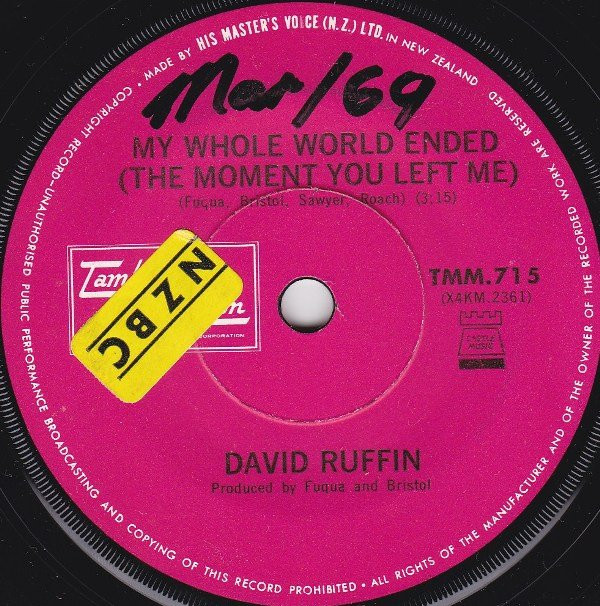 • MADE BY HIS MASTER'S VOICE (N.Z.) LTD. IN NEW ZEALAND
COPYRIGHT RECORD—UNAUTHORISED PUBLIC PERFORMANCE BROADCASTING AND COPYING OF THIS RECORD PROHIBITED • ALL RIGHTS OF THE MANUFACTURER AND OF THE OWNER OF THE RECORDED WORK ARE RESERVED
Mar/69
MY WHOLE WORLD ENDED
(THE MOMENT YOU LEFT ME)
(Fuqua, Bristol, Sawyer, Roach) (3:15)
NZBC
CORPORATION
TMM.715
(X4KM.2361)
CASTLE
MUSIC
DAVID RUFFIN
Produced by Fuqua and Bristol